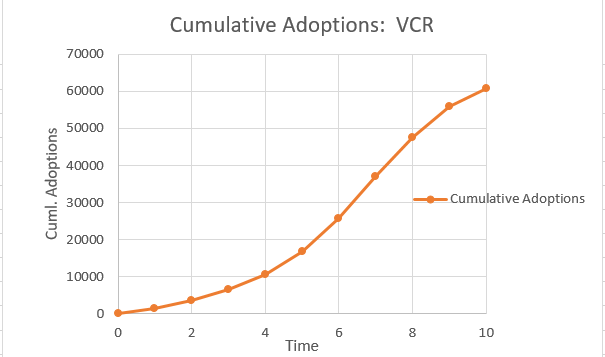 Cumulative Adoptions:  VCR
70000
60000
50000
40000
30000
20000
10000
0
Cuml. Adoptions
0 2 4 6 8 10
Time
Cumulative Adoptions